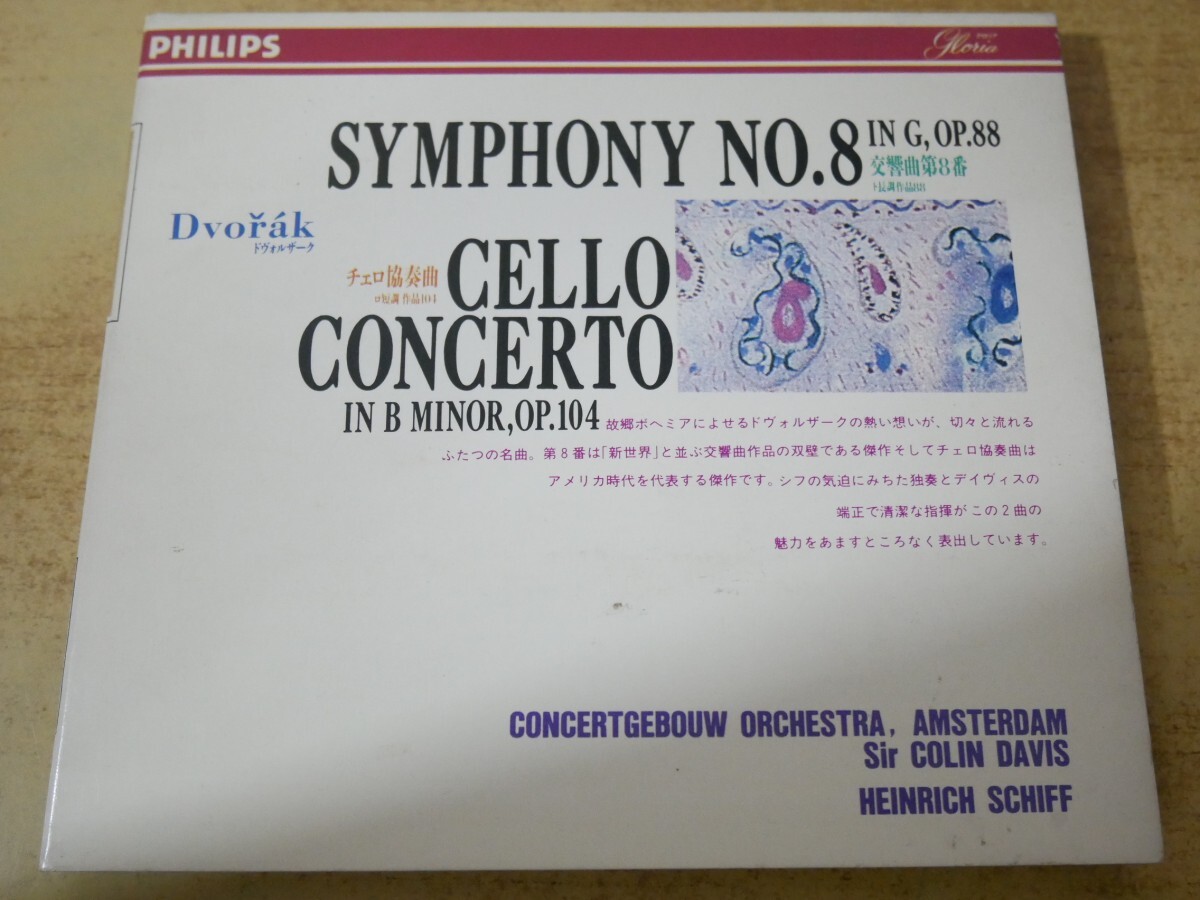 PHILIPS
Gloria
SYMPHONY NO.8
IN G, OP.88
交響曲第8番
ト長調作品88
Dvořák
ドヴォルザーク
チェロ協奏曲
ロ短調 作品104
CELLO
CONCERTO
IN B MINOR, OP.104
故郷ボヘミアによせるドヴォルザークの熱い想いが、切々と流れる
ふたつの名曲。第8番は「新世界」と並ぶ交響曲作品の双璧である傑作そしてチェロ協奏曲は
アメリカ時代を代表する傑作です。シフの気迫にみちた独奏とデイヴィスの
端正で清潔な指揮がこの2曲の
魅力をあますところなく表出しています。
CONCERTGEBOUW ORCHESTRA, AMSTERDAM
Sir COLIN DAVIS
HEINRICH SCHIFF